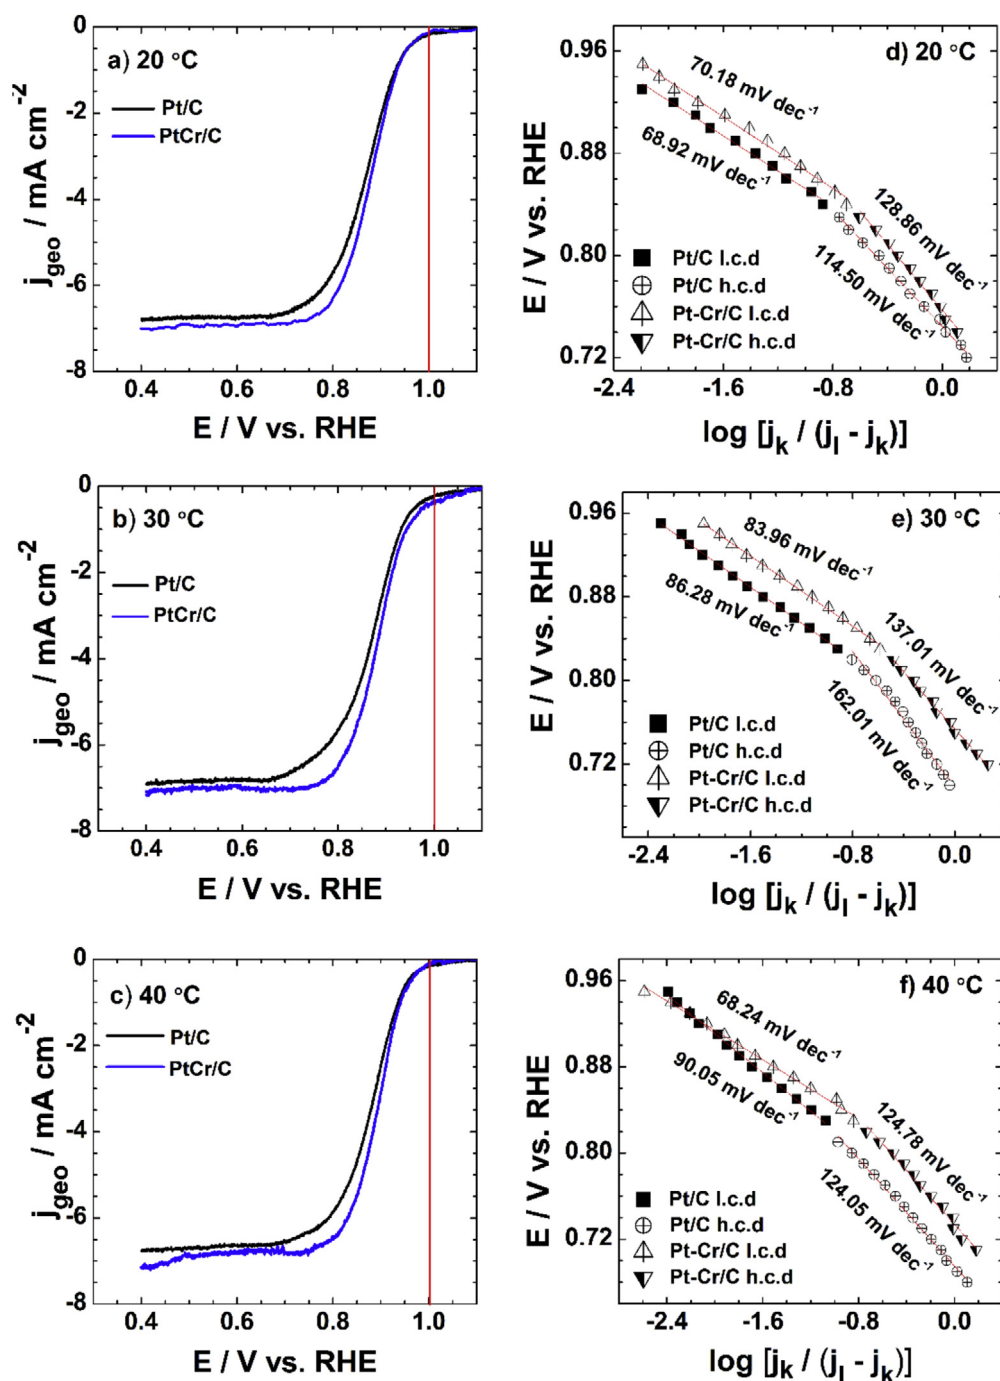 a) 20 °C
Pt/C
PtCr/C
0
-2
-4
-6
-8
j_geo / mA cm⁻²
0.4 0.6 0.8 1.0
E / V vs. RHE
d) 20 °C
70.18 mV dec⁻¹
68.92 mV dec⁻¹
128.86 mV dec⁻¹
114.50 mV dec⁻¹
Pt/C l.c.d
Pt/C h.c.d
Pt-Cr/C l.c.d
Pt-Cr/C h.c.d
0.96
0.88
0.80
0.72
E / V vs. RHE
-2.4 -1.6 -0.8 0.0
log [j_k / (j_l - j_k)]
b) 30 °C
Pt/C
PtCr/C
0
-2
-4
-6
-8
j_geo / mA cm⁻²
0.4 0.6 0.8 1.0
E / V vs. RHE
e) 30 °C
83.96 mV dec⁻¹
86.28 mV dec⁻¹
137.01 mV dec⁻¹
162.01 mV dec⁻¹
Pt/C l.c.d
Pt/C h.c.d
Pt-Cr/C l.c.d
Pt-Cr/C h.c.d
0.96
0.88
0.80
0.72
E / V vs. RHE
-2.4 -1.6 -0.8 0.0
log [j_k / (j_l - j_k)]
c) 40 °C
Pt/C
PtCr/C
0
-2
-4
-6
-8
j_geo / mA cm⁻²
0.4 0.6 0.8 1.0
E / V vs. RHE
f) 40 °C
68.24 mV dec⁻¹
90.05 mV dec⁻¹
124.78 mV dec⁻¹
124.05 mV dec⁻¹
Pt/C l.c.d
Pt/C h.c.d
Pt-Cr/C l.c.d
Pt-Cr/C h.c.d
0.96
0.88
0.80
0.72
E / V vs. RHE
-2.4 -1.6 -0.8 0.0
log [j_k / (j_l - j_k)]